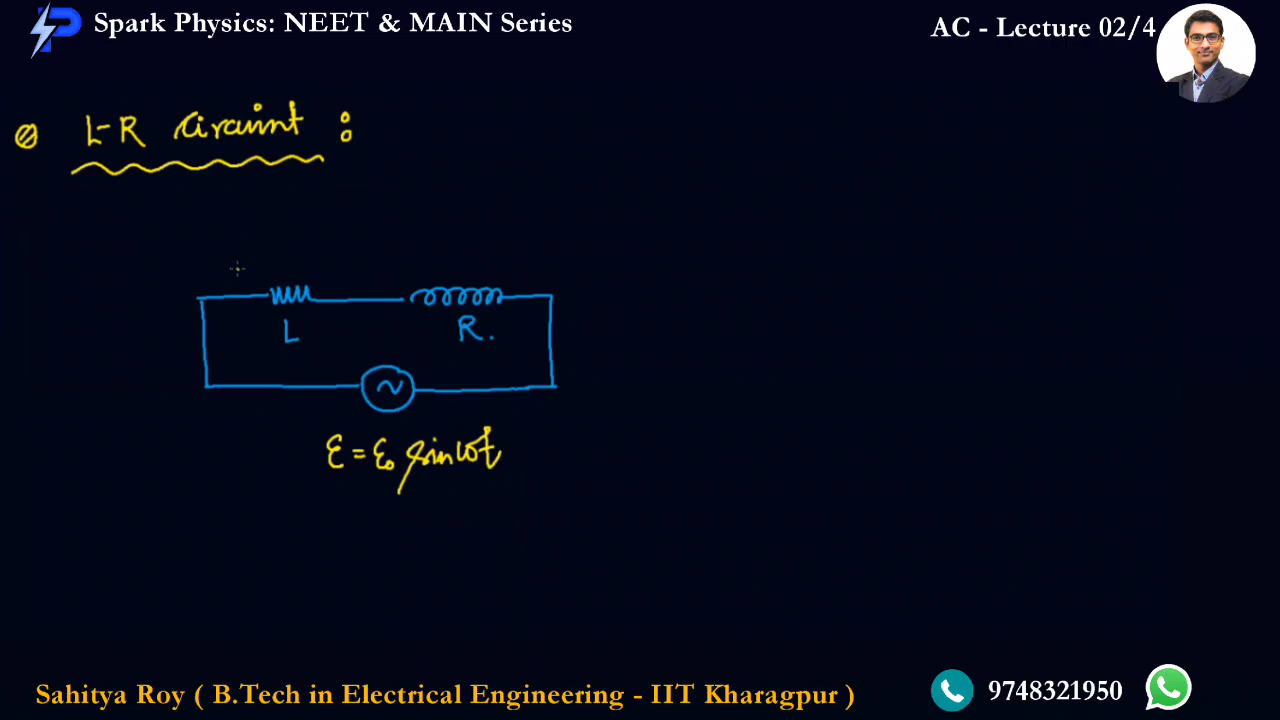 Spark Physics: NEET & MAIN Series
AC - Lecture 02/4
L-R Circuint :
L
R.
~
ε = ε₀ sin ωt
Sahitya Roy ( B.Tech in Electrical Engineering - IIT Kharagpur )
9748321950